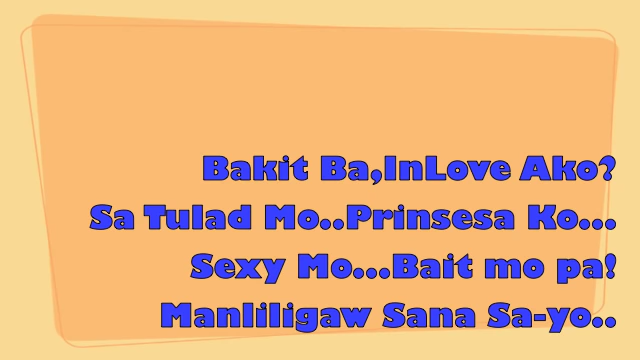 Bakit Ba,InLove Ako?
Sa Tulad Mo..Prinsesa Ko...
Sexy Mo...Bait mo pa!
Manliligaw Sana Sa-yo..